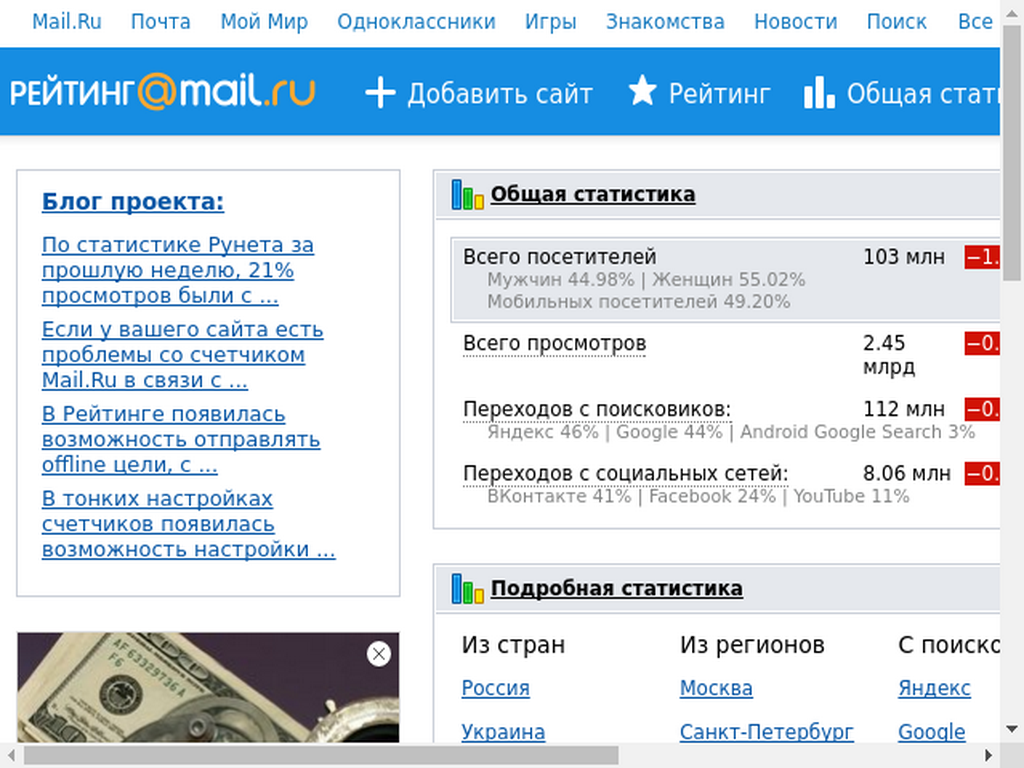 Mail.Ru Почта Мой Мир Одноклассники Игры Знакомства Новости Поиск Все
РЕЙТИНГ@mail.ru Добавить сайт Рейтинг Общая стат
Блог проекта:
По статистике Рунета за
прошлую неделю, 21%
просмотров были с ...
Если у вашего сайта есть
проблемы со счетчиком
Mail.Ru в связи с ...
В Рейтинге появилась
возможность отправлять
offline цели, с ...
В тонких настройках
счетчиков появилась
возможность настройки ...
AF 63329736 A
F6
Общая статистика
Всего посетителей 103 млн −1.
Мужчин 44.98% | Женщин 55.02%
Мобильных посетителей 49.20%
Всего просмотров 2.45 −0.
млрд
Переходов с поисковиков: 112 млн −0.
Яндекс 46% | Google 44% | Android Google Search 3%
Переходов с социальных сетей: 8.06 млн −0.
ВКонтакте 41% | Facebook 24% | YouTube 11%
Подробная статистика
Из стран Из регионов С поиско
Россия Москва Яндекс
Украина Санкт-Петербург Google